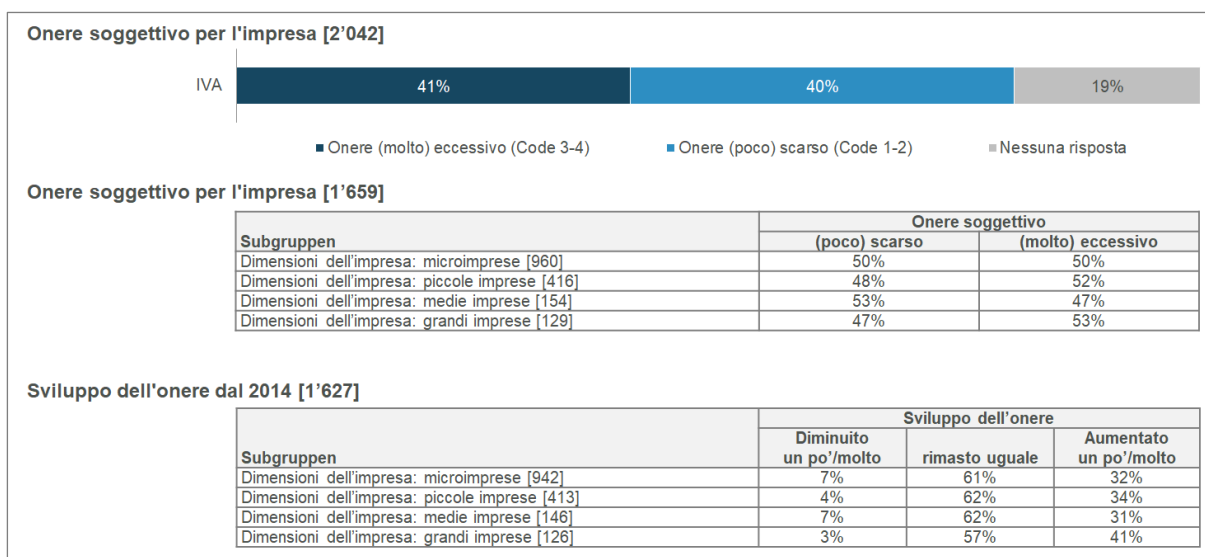 Onere soggettivo per l'impresa [2’042]
IVA 41% 40% 19%
Onere (molto) eccessivo (Code 3-4) Onere (poco) scarso (Code 1-2) Nessuna risposta
Onere soggettivo per l'impresa [1’659]
Onere soggettivo
Subgruppen (poco) scarso (molto) eccessivo
Dimensioni dell’impresa: microimprese [960] 50% 50%
Dimensioni dell’impresa: piccole imprese [416] 48% 52%
Dimensioni dell’impresa: medie imprese [154] 53% 47%
Dimensioni dell’impresa: grandi imprese [129] 47% 53%
Sviluppo dell'onere dal 2014 [1’627]
Sviluppo dell’onere
Diminuito Aumentato
Subgruppen un po’/molto rimasto uguale un po’/molto
Dimensioni dell’impresa: microimprese [942] 7% 61% 32%
Dimensioni dell’impresa: piccole imprese [413] 4% 62% 34%
Dimensioni dell’impresa: medie imprese [146] 7% 62% 31%
Dimensioni dell’impresa: grandi imprese [126] 3% 57% 41%